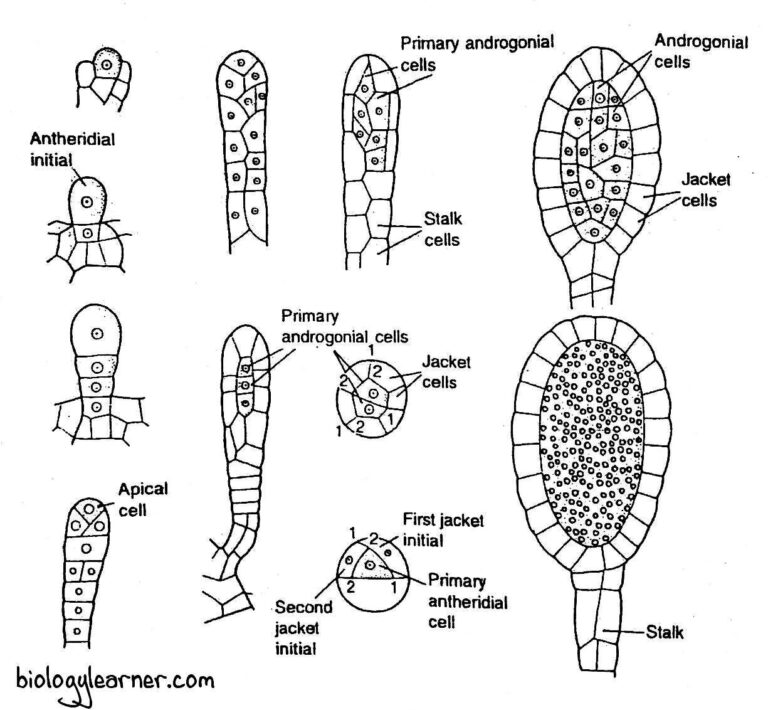 Primary androgonial
cells
Androgonial
cells
Antheridial
initial
Jacket
cells
Stalk
cells
Primary
androgonial cells
1
2
Jacket
cells
2
1
2
1
Apical
cell
First jacket
initial
1
2
2
1
Primary
antheridial
cell
Second
jacket
initial
Stalk
biologylearner.com